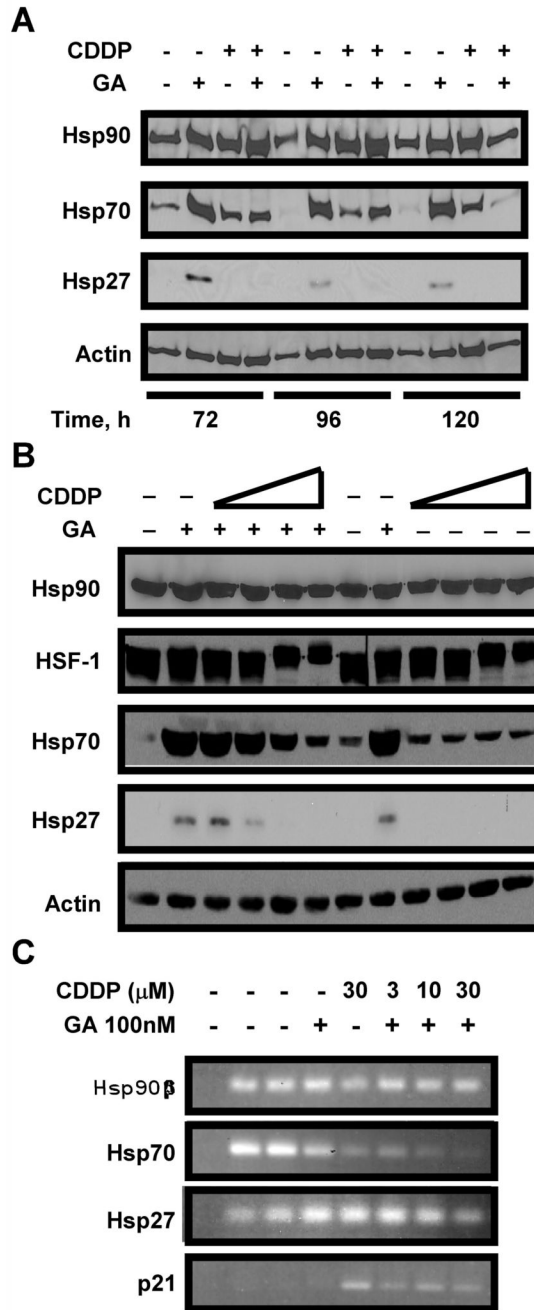 A
CDDP - - + + - - + + - - + +
GA - + - + - + - + - + - +
Hsp90
Hsp70
Hsp27
Actin
Time, h 72 96 120
B
CDDP – – – –
GA – + + + + + – + – – – –
Hsp90
HSF-1
Hsp70
Hsp27
Actin
C
CDDP (μM) - - - - 30 3 10 30
GA 100nM - - - + - + + +
Hsp90β
Hsp70
Hsp27
p21